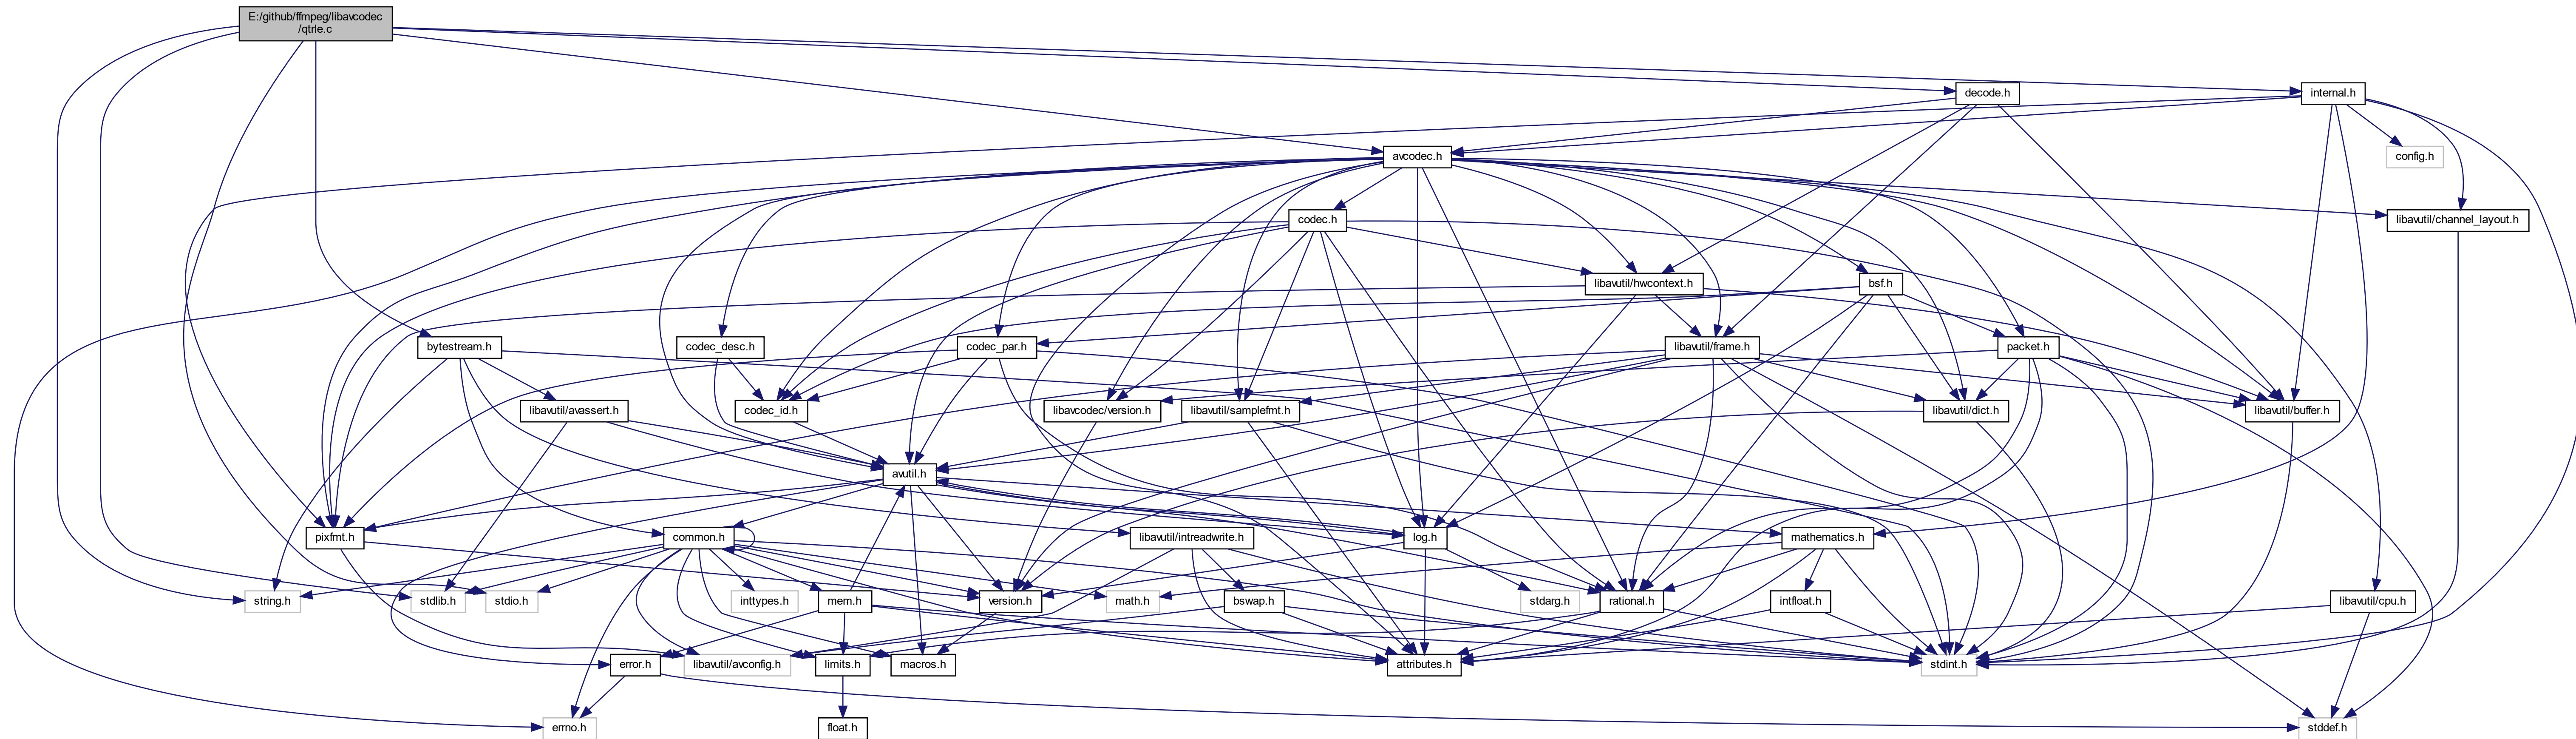 E:/github/ffmpeg/libavcodec
/qtrle.c
decode.h
internal.h
avcodec.h
config.h
codec.h
libavutil/channel_layout.h
libavutil/hwcontext.h
bsf.h
bytestream.h
codec_desc.h
codec_par.h
libavutil/frame.h
packet.h
libavutil/avassert.h
codec_id.h
libavcodec/version.h
libavutil/samplefmt.h
libavutil/dict.h
libavutil/buffer.h
avutil.h
pixfmt.h
common.h
libavutil/intreadwrite.h
log.h
mathematics.h
string.h
stdlib.h
stdio.h
inttypes.h
mem.h
version.h
math.h
bswap.h
stdarg.h
rational.h
intfloat.h
libavutil/cpu.h
error.h
libavutil/avconfig.h
limits.h
macros.h
attributes.h
stdint.h
errno.h
float.h
stddef.h